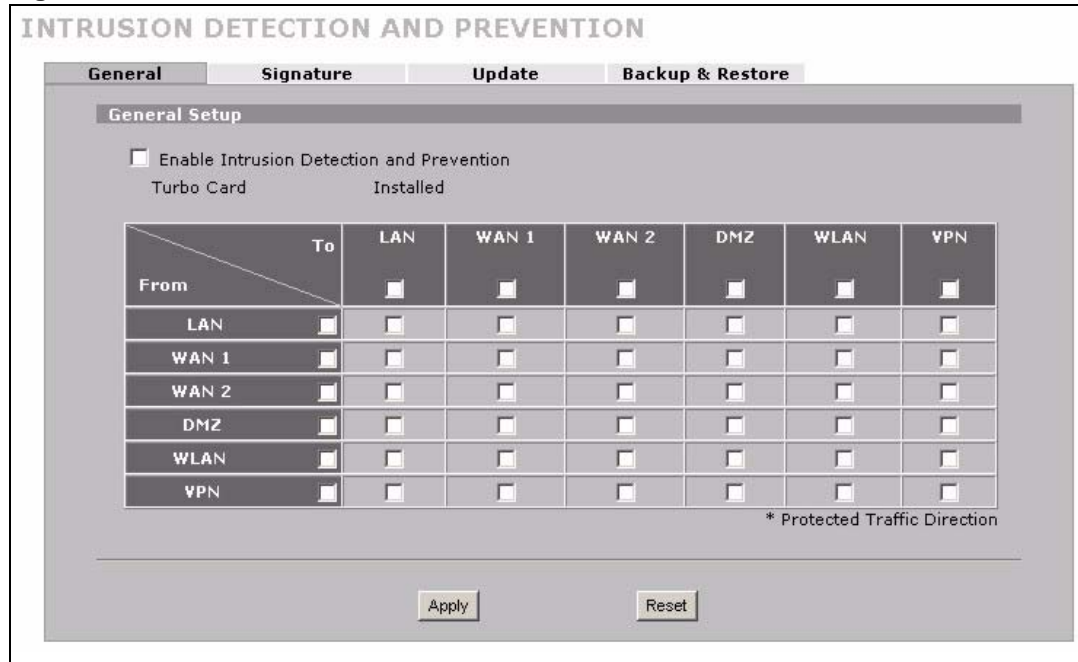 INTRUSION DETECTION AND PREVENTION
General Signature Update Backup & Restore
General Setup
Enable Intrusion Detection and Prevention
Turbo Card Installed
To LAN WAN 1 WAN 2 DMZ WLAN VPN
From
LAN
WAN 1
WAN 2
DMZ
WLAN
VPN
* Protected Traffic Direction
Apply Reset